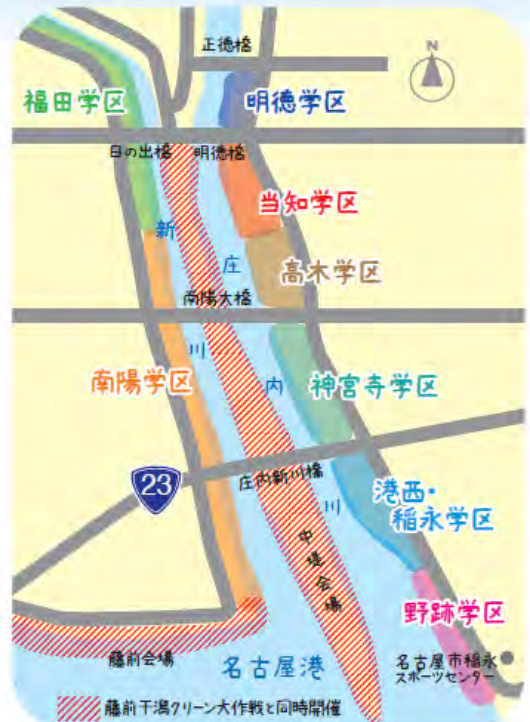 正徳橋
N
福田学区
明徳学区
日の出橋
明徳橋
当知学区
新川
庄内川
高木学区
南陽大橋
南陽学区
神宮寺学区
23
庄内新川橋
港西・
稲永学区
中堤会場
野跡学区
藤前会場
名古屋港
名古屋市稲永
スポーツセンター
藤前干潟クリーン大作戦と同時開催